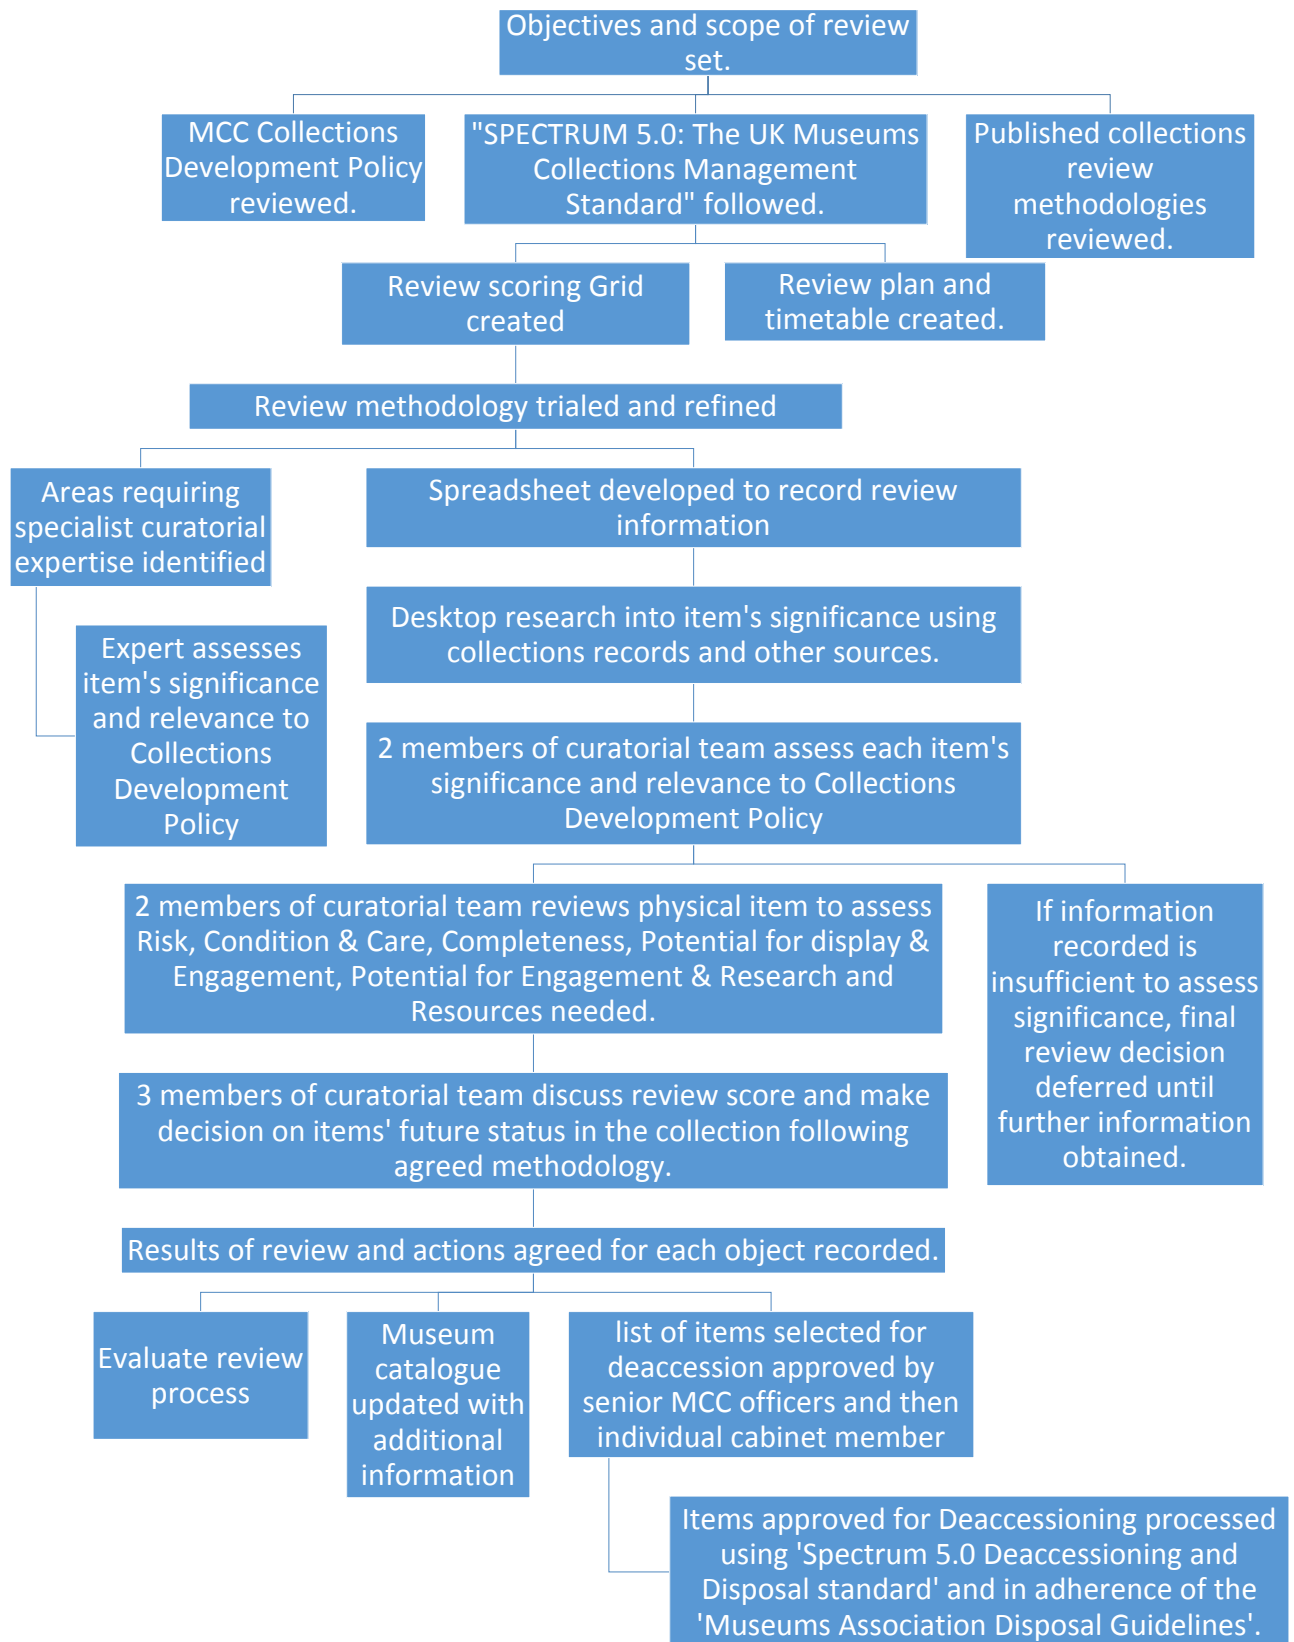 Objectives and scope of review
set.
MCC Collections
Development Policy
reviewed.
"SPECTRUM 5.0: The UK Museums
Collections Management
Standard" followed.
Published collections
review
methodologies
reviewed.
Review scoring Grid
created
Review plan and
timetable created.
Review methodology trialed and refined
Areas requiring
specialist curatorial
expertise identified
Spreadsheet developed to record review
information
Expert assesses
item's significance
and relevance to
Collections
Development
Policy
Desktop research into item's significance using
collections records and other sources.
2 members of curatorial team assess each item's
significance and relevance to Collections
Development Policy
2 members of curatorial team reviews physical item to assess
Risk, Condition & Care, Completeness, Potential for display &
Engagement, Potential for Engagement & Research and
Resources needed.
If information
recorded is
insufficient to assess
significance, final
review decision
deferred until
further information
obtained.
3 members of curatorial team discuss review score and make
decision on items' future status in the collection following
agreed methodology.
Results of review and actions agreed for each object recorded.
Evaluate review
process
Museum
catalogue
updated with
additional
information
list of items selected for
deaccession approved by
senior MCC officers and then
individual cabinet member
Items approved for Deaccessioning processed
using 'Spectrum 5.0 Deaccessioning and
Disposal standard' and in adherence of the
'Museums Association Disposal Guidelines'.